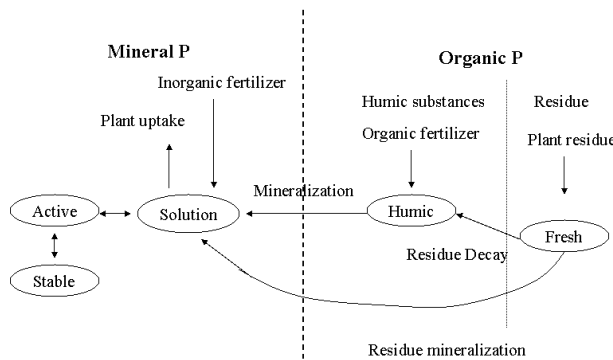 Mineral P
Organic P
Inorganic fertilizer
Humic substances
Residue
Plant uptake
Organic fertilizer
Plant residue
Mineralization
Active
Solution
Humic
Fresh
Residue Decay
Stable
Residue mineralization